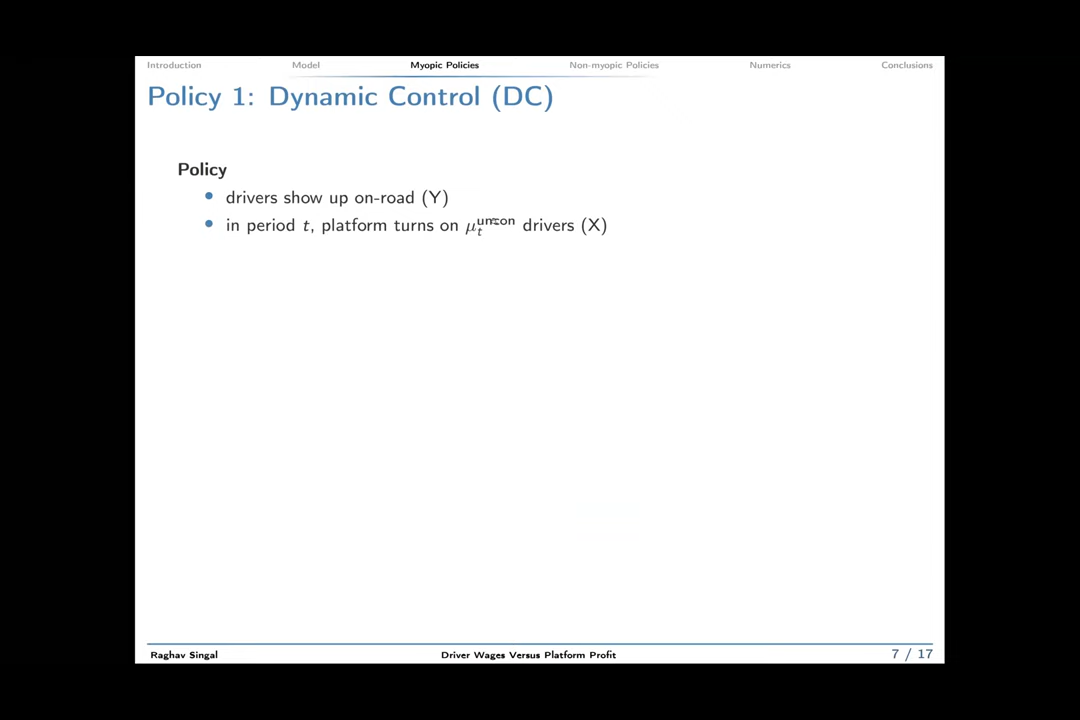 Introduction Model Myopic Policies Non-myopic Policies Numerics Conclusions
Policy 1: Dynamic Control (DC)
Policy
• drivers show up on-road (Y)
• in period t, platform turns on μt drivers (X)
Raghav Singal Driver Wages Versus Platform Profit 7 / 17